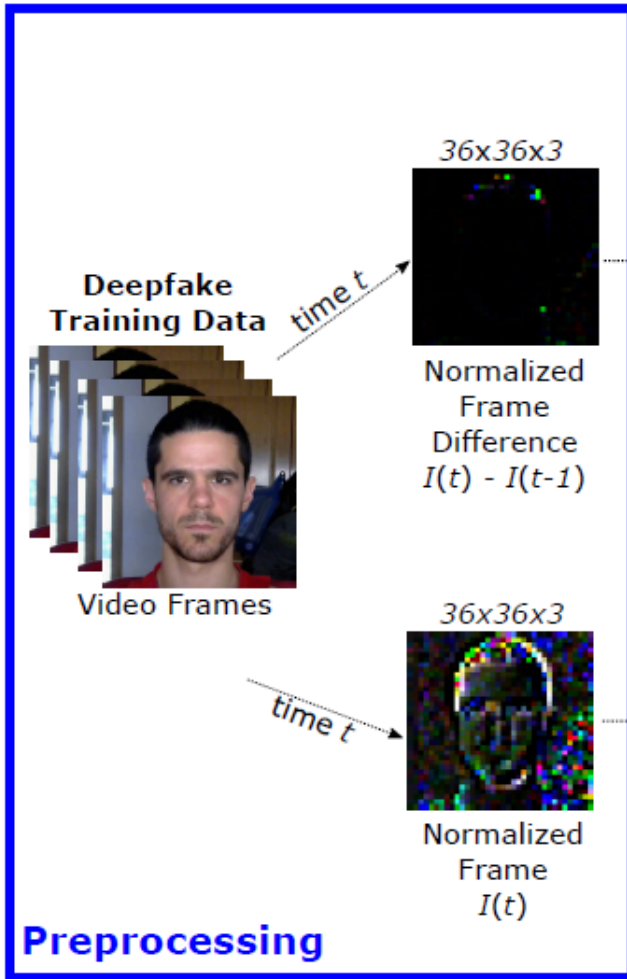 36x36x3
Deepfake
Training Data
time t
Normalized
Frame
Difference
I(t) - I(t-1)
Video Frames
36x36x3
time t
Normalized
Frame
I(t)
Preprocessing